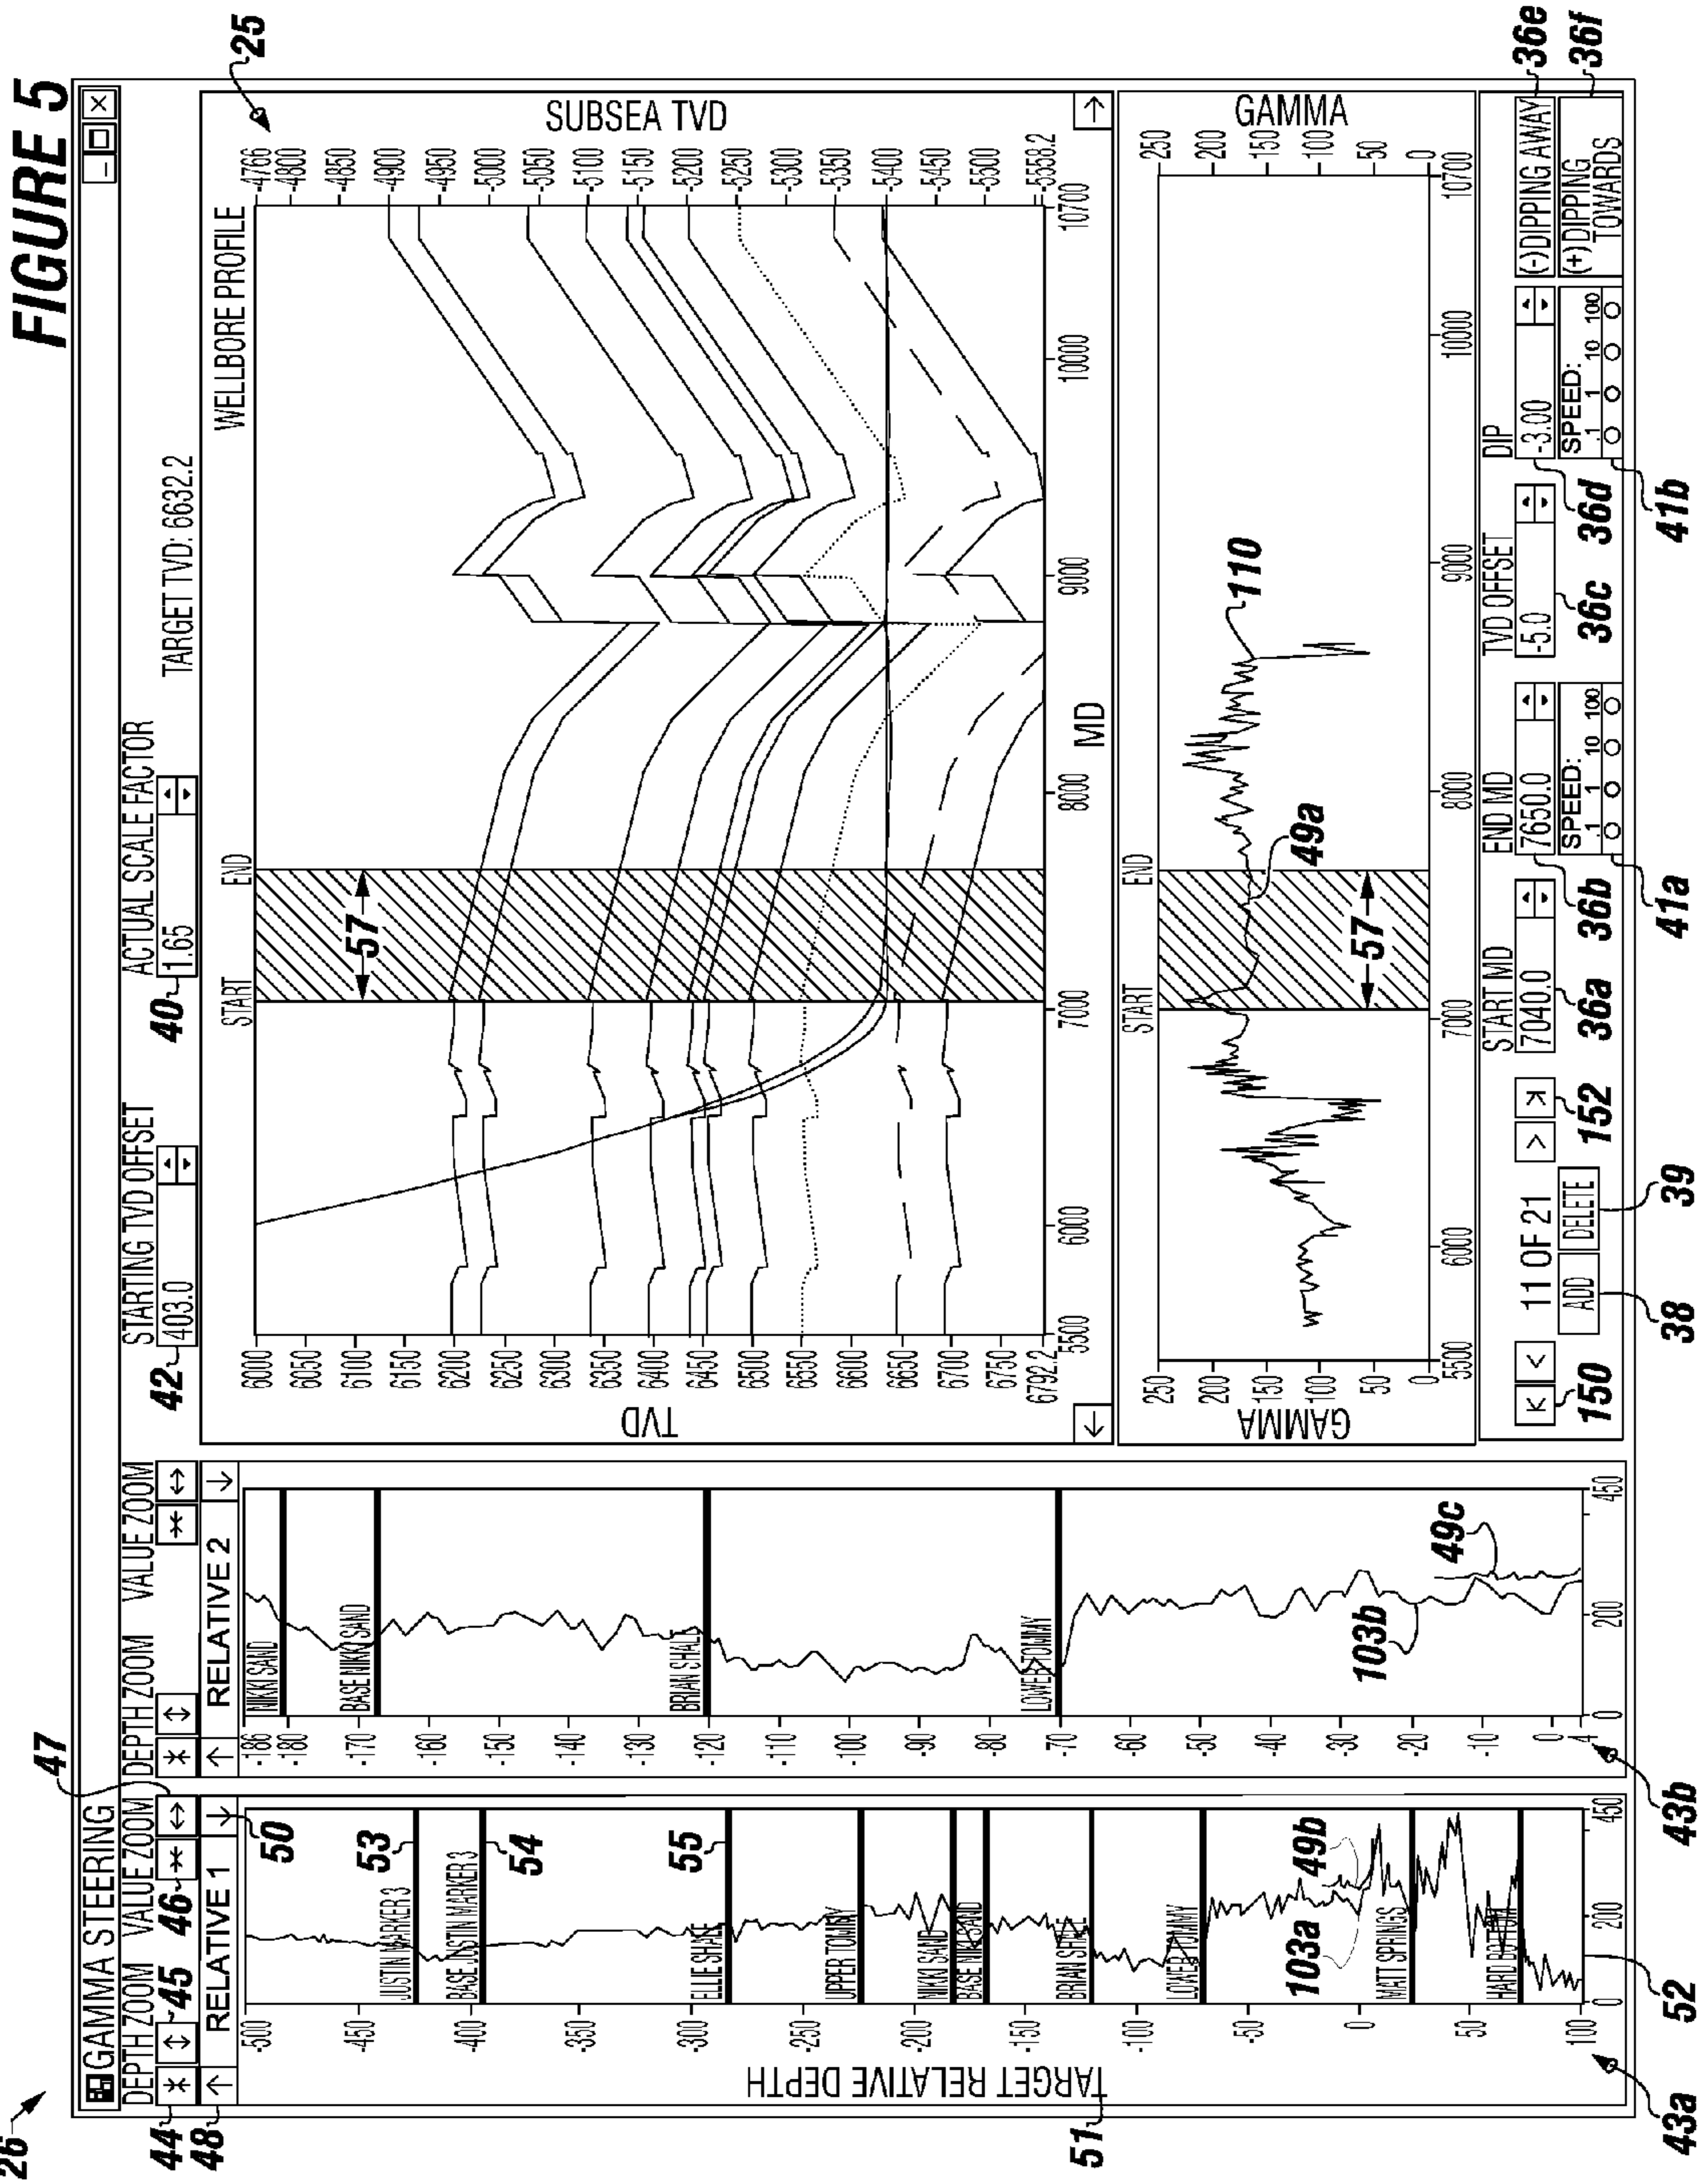 FIGURE 5
26
47
GAMMA STEERING
DEPTH ZOOM VALUE ZOOM DEPTH ZOOM VALUE ZOOM
STARTING TVD OFFSET
ACTUAL SCALE FACTOR
44
45
46
42
403.0
40
1.65
TARGET TVD: 6632.2
48
RELATIVE 1
50
RELATIVE 2
25
-500
-450
-400
-350
-300
-250
-200
-150
-100
-50
0
50
100
TARGET RELATIVE DEPTH
51
JUSTIN MARKER 3
53
BASE JUSTIN MARKER 3
54
ELLIE SHALE
55
UPPER TOMMY
NIKKI SAND
BASE NIKKI SAND
BRIAN SHALE
LOWER TOMMY
103a
49b
MATT SPRINGS
HARD BOTTOM
0
200
450
52
43a
-186
-180
-170
-160
-150
-140
-130
-120
-110
-100
-90
-80
-70
-60
-50
-40
-30
-20
-10
0
4
NIKKI SAND
BASE NIKKI SAND
BRIAN SHALE
LOWER TOMMY
103b
49c
0
200
450
43b
WELLBORE PROFILE
START
END
57
TVD
6000
6050
6100
6150
6200
6250
6300
6350
6400
6450
6500
6550
6600
6650
6700
6750
6792.2
SUBSEA TVD
-4766
-4800
-4850
-4900
-4950
-5000
-5050
-5100
-5150
-5200
-5250
-5300
-5350
-5400
-5450
-5500
-5558.2
5500
6000
7000
8000
9000
10000
10700
MD
START
END
GAMMA
250
200
150
100
50
0
57
49a
110
GAMMA
250
200
150
100
50
0
5500
6000
7000
8000
9000
10000
10700
START MD
END MD
TVD OFFSET
DIP
K < 11 OF 21 > K
7040.0
7650.0
-5.0
-3.00
(-)DIPPING AWAY
36e
ADD
DELETE
SPEED:
.1 1 10 100
SPEED:
.1 1 10 100
(+)DIPPING
TOWARDS
36f
150
152
36a
36b
36c
36d
38
39
41a
41b